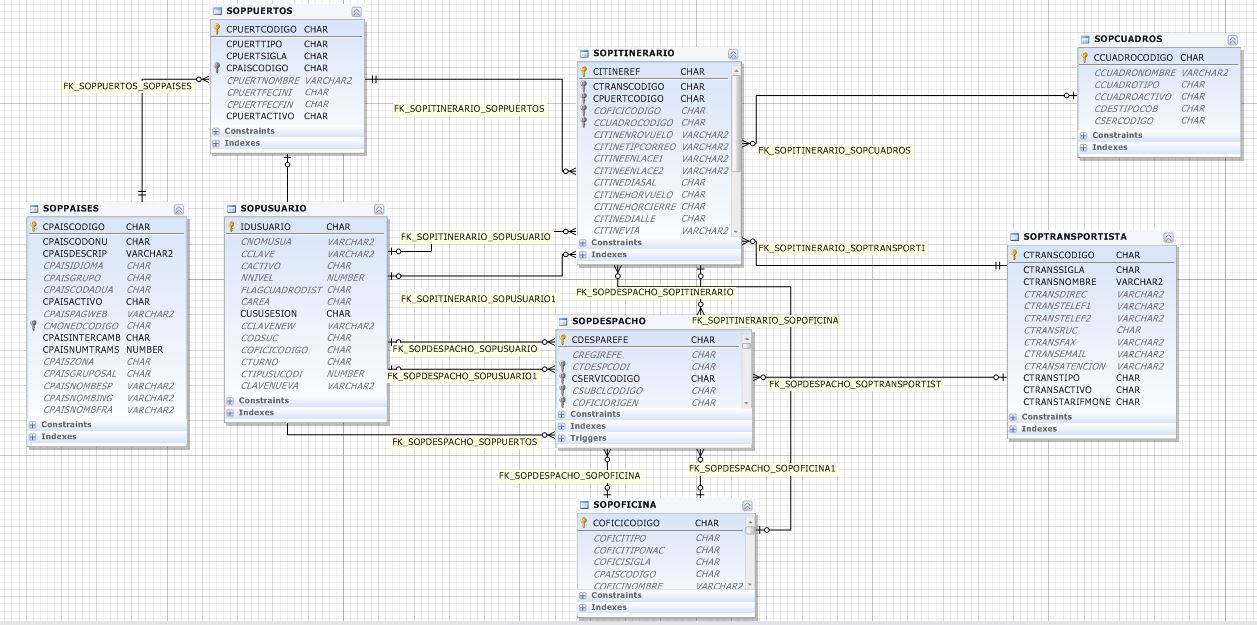 SOPPUERTOS
CPUERTCODIGO CHAR
CPUERTTIPO CHAR
CPUERTSIGLA CHAR
CPAISCODIGO CHAR
CPUERTNOMBRE VARCHAR2
CPUERTFECINI CHAR
CPUERTFECFIN CHAR
CPUERTACTIVO CHAR
Constraints
Indexes
FK_SOPPUERTOS_SOPPAISES
FK_SOPITINERARIO_SOPPUERTOS
SOPITINERARIO
CITINEREF CHAR
CTRANSCODIGO CHAR
CPUERTCODIGO CHAR
COFICICODIGO CHAR
CCUADROCODIGO CHAR
CITINENROVUELO VARCHAR2
CITINETIPCORREO VARCHAR2
CITINEENLACE1 VARCHAR2
CITINEENLACE2 VARCHAR2
CITINEDIASAL CHAR
CITINEHORVUELO CHAR
CITINEHORCIERRE CHAR
CITINEDIALLE CHAR
CITINEVIA VARCHAR2
Constraints
Indexes
SOPCUADROS
CCUADROCODIGO CHAR
CCUADRONOMBRE VARCHAR2
CCUADROTIPO CHAR
CCUADROACTIVO CHAR
CDESTIPOCOB CHAR
CSERCODIGO CHAR
Constraints
Indexes
FK_SOPITINERARIO_SOPCUADROS
SOPPAISES
CPAISCODIGO CHAR
CPAISCODONU CHAR
CPAISDESCRIP VARCHAR2
CPAISIDIOMA CHAR
CPAISGRUPO CHAR
CPAISCODADUA CHAR
CPAISACTIVO CHAR
CPAISPAGWEB VARCHAR2
CMONEDCODIGO CHAR
CPAISINTERCAMB CHAR
CPAISNUMTRAMS NUMBER
CPAISZONA CHAR
CPAISGRUPOSAL CHAR
CPAISNOMBESP VARCHAR2
CPAISNOMBING VARCHAR2
CPAISNOMBFRA VARCHAR2
Constraints
Indexes
SOPUSUARIO
IDUSUARIO CHAR
CNOMUSUA VARCHAR2
CCLAVE VARCHAR2
CACTIVO CHAR
NNIVEL NUMBER
FLAGCUADRODIST CHAR
CAREA CHAR
CUSUSESION CHAR
CCLAVENEW VARCHAR2
CODSUC CHAR
COFICICODIGO CHAR
CTURNO CHAR
CTIPUSUCODI NUMBER
CLAVENUEVA VARCHAR2
Constraints
Indexes
FK_SOPITINERARIO_SOPUSUARIO
FK_SOPITINERARIO_SOPUSUARIO1
FK_SOPITINERARIO_SOPTRANSPORTI
FK_SOPDESPACHO_SOPITINERARIO
FK_SOPITINERARIO_SOPOFICINA
SOPTRANSPORTISTA
CTRANSCODIGO CHAR
CTRANSSIGLA CHAR
CTRANSNOMBRE VARCHAR2
CTRANSDIREC VARCHAR2
CTRANSTELEF1 VARCHAR2
CTRANSTELEF2 VARCHAR2
CTRANSRUC CHAR
CTRANSFAX VARCHAR2
CTRANSEMAIL VARCHAR2
CTRANSATENCION VARCHAR2
CTRANSTIPO CHAR
CTRANSACTIVO CHAR
CTRANSTARIFMONE CHAR
Constraints
Indexes
SOPDESPACHO
CDESPAREFE CHAR
CREGIREFE CHAR
CTDESPCODI CHAR
CSERVICODIGO CHAR
CSUBCLCODIGO CHAR
COFICIORIGEN CHAR
Constraints
Indexes
Triggers
FK_SOPDESPACHO_SOPUSUARIO
FK_SOPDESPACHO_SOPUSUARIO1
FK_SOPDESPACHO_SOPTRANSPORTIST
FK_SOPDESPACHO_SOPPUERTOS
FK_SOPDESPACHO_SOPOFICINA
FK_SOPDESPACHO_SOPOFICINA1
SOPOFICINA
COFICICODIGO CHAR
COFICITIPO CHAR
COFICITIPONAC CHAR
COFICISIGLA CHAR
CPAISCODIGO CHAR
COFICINOMBRE VARCHAR2
Constraints
Indexes